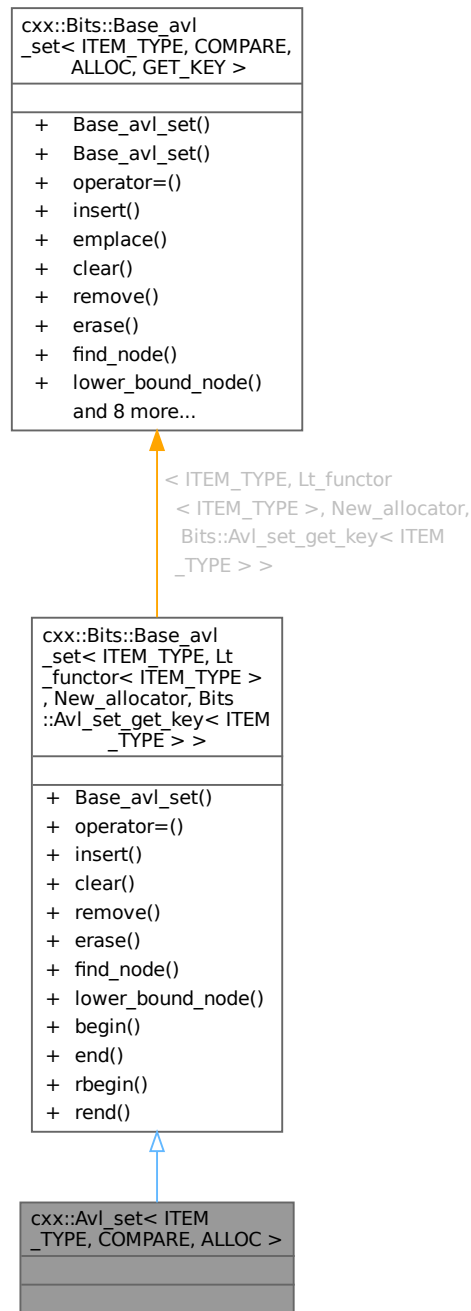 cxx::Bits::Base_avl
_set< ITEM_TYPE, COMPARE,
ALLOC, GET_KEY >
+ Base_avl_set()
+ Base_avl_set()
+ operator=()
+ insert()
+ emplace()
+ clear()
+ remove()
+ erase()
+ find_node()
+ lower_bound_node()
and 8 more...
< ITEM_TYPE, Lt_functor
< ITEM_TYPE >, New_allocator,
Bits::Avl_set_get_key< ITEM
_TYPE > >
cxx::Bits::Base_avl
_set< ITEM_TYPE, Lt
_functor< ITEM_TYPE >
, New_allocator, Bits
::Avl_set_get_key< ITEM
_TYPE > >
+ Base_avl_set()
+ operator=()
+ insert()
+ clear()
+ remove()
+ erase()
+ find_node()
+ lower_bound_node()
+ begin()
+ end()
+ rbegin()
+ rend()
cxx::Avl_set< ITEM
_TYPE, COMPARE, ALLOC >